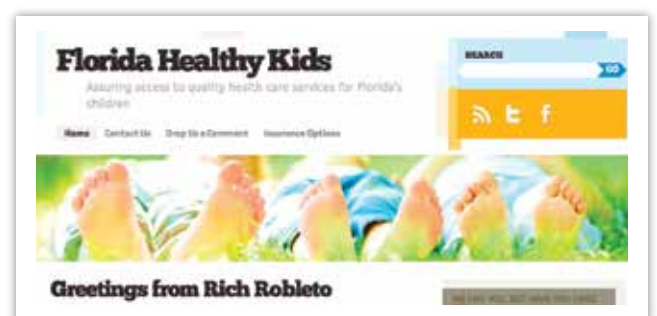 Florida Healthy Kids
Assuring access to quality health care services for Florida's
children
SEARCH
GO
Home Contact Us Drop Us a Comment Insurance Options
Greetings from Rich Robleto